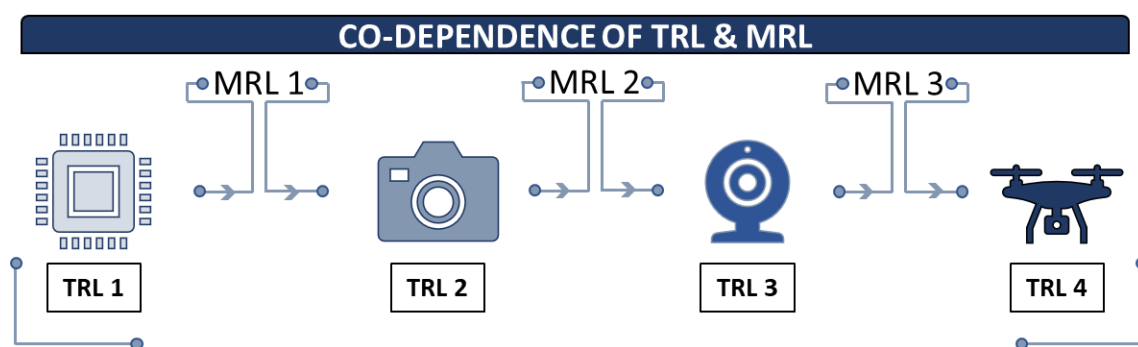 CO-DEPENDENCE OF TRL & MRL
MRL 1
MRL 2
MRL 3
TRL 1
TRL 2
TRL 3
TRL 4